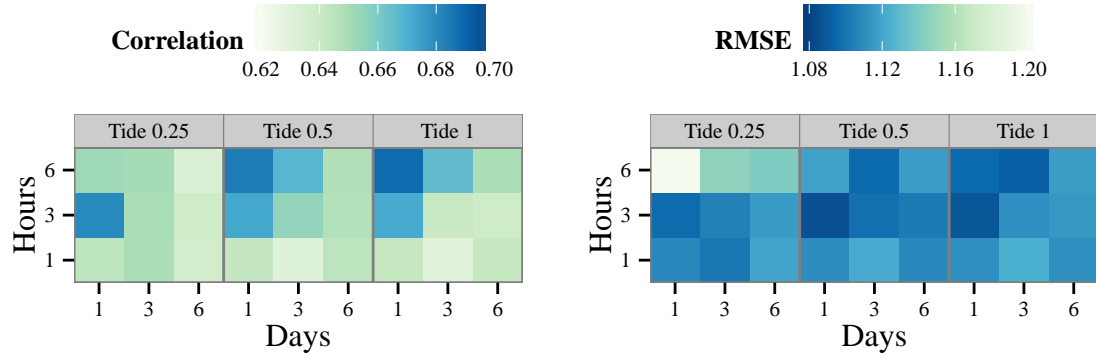 Correlation
0.62 0.64 0.66 0.68 0.70
Tide 0.25 Tide 0.5 Tide 1
Hours
6
3
1
1 3 6 1 3 6 1 3 6
Days
RMSE
1.08 1.12 1.16 1.20
Tide 0.25 Tide 0.5 Tide 1
Hours
6
3
1
1 3 6 1 3 6 1 3 6
Days